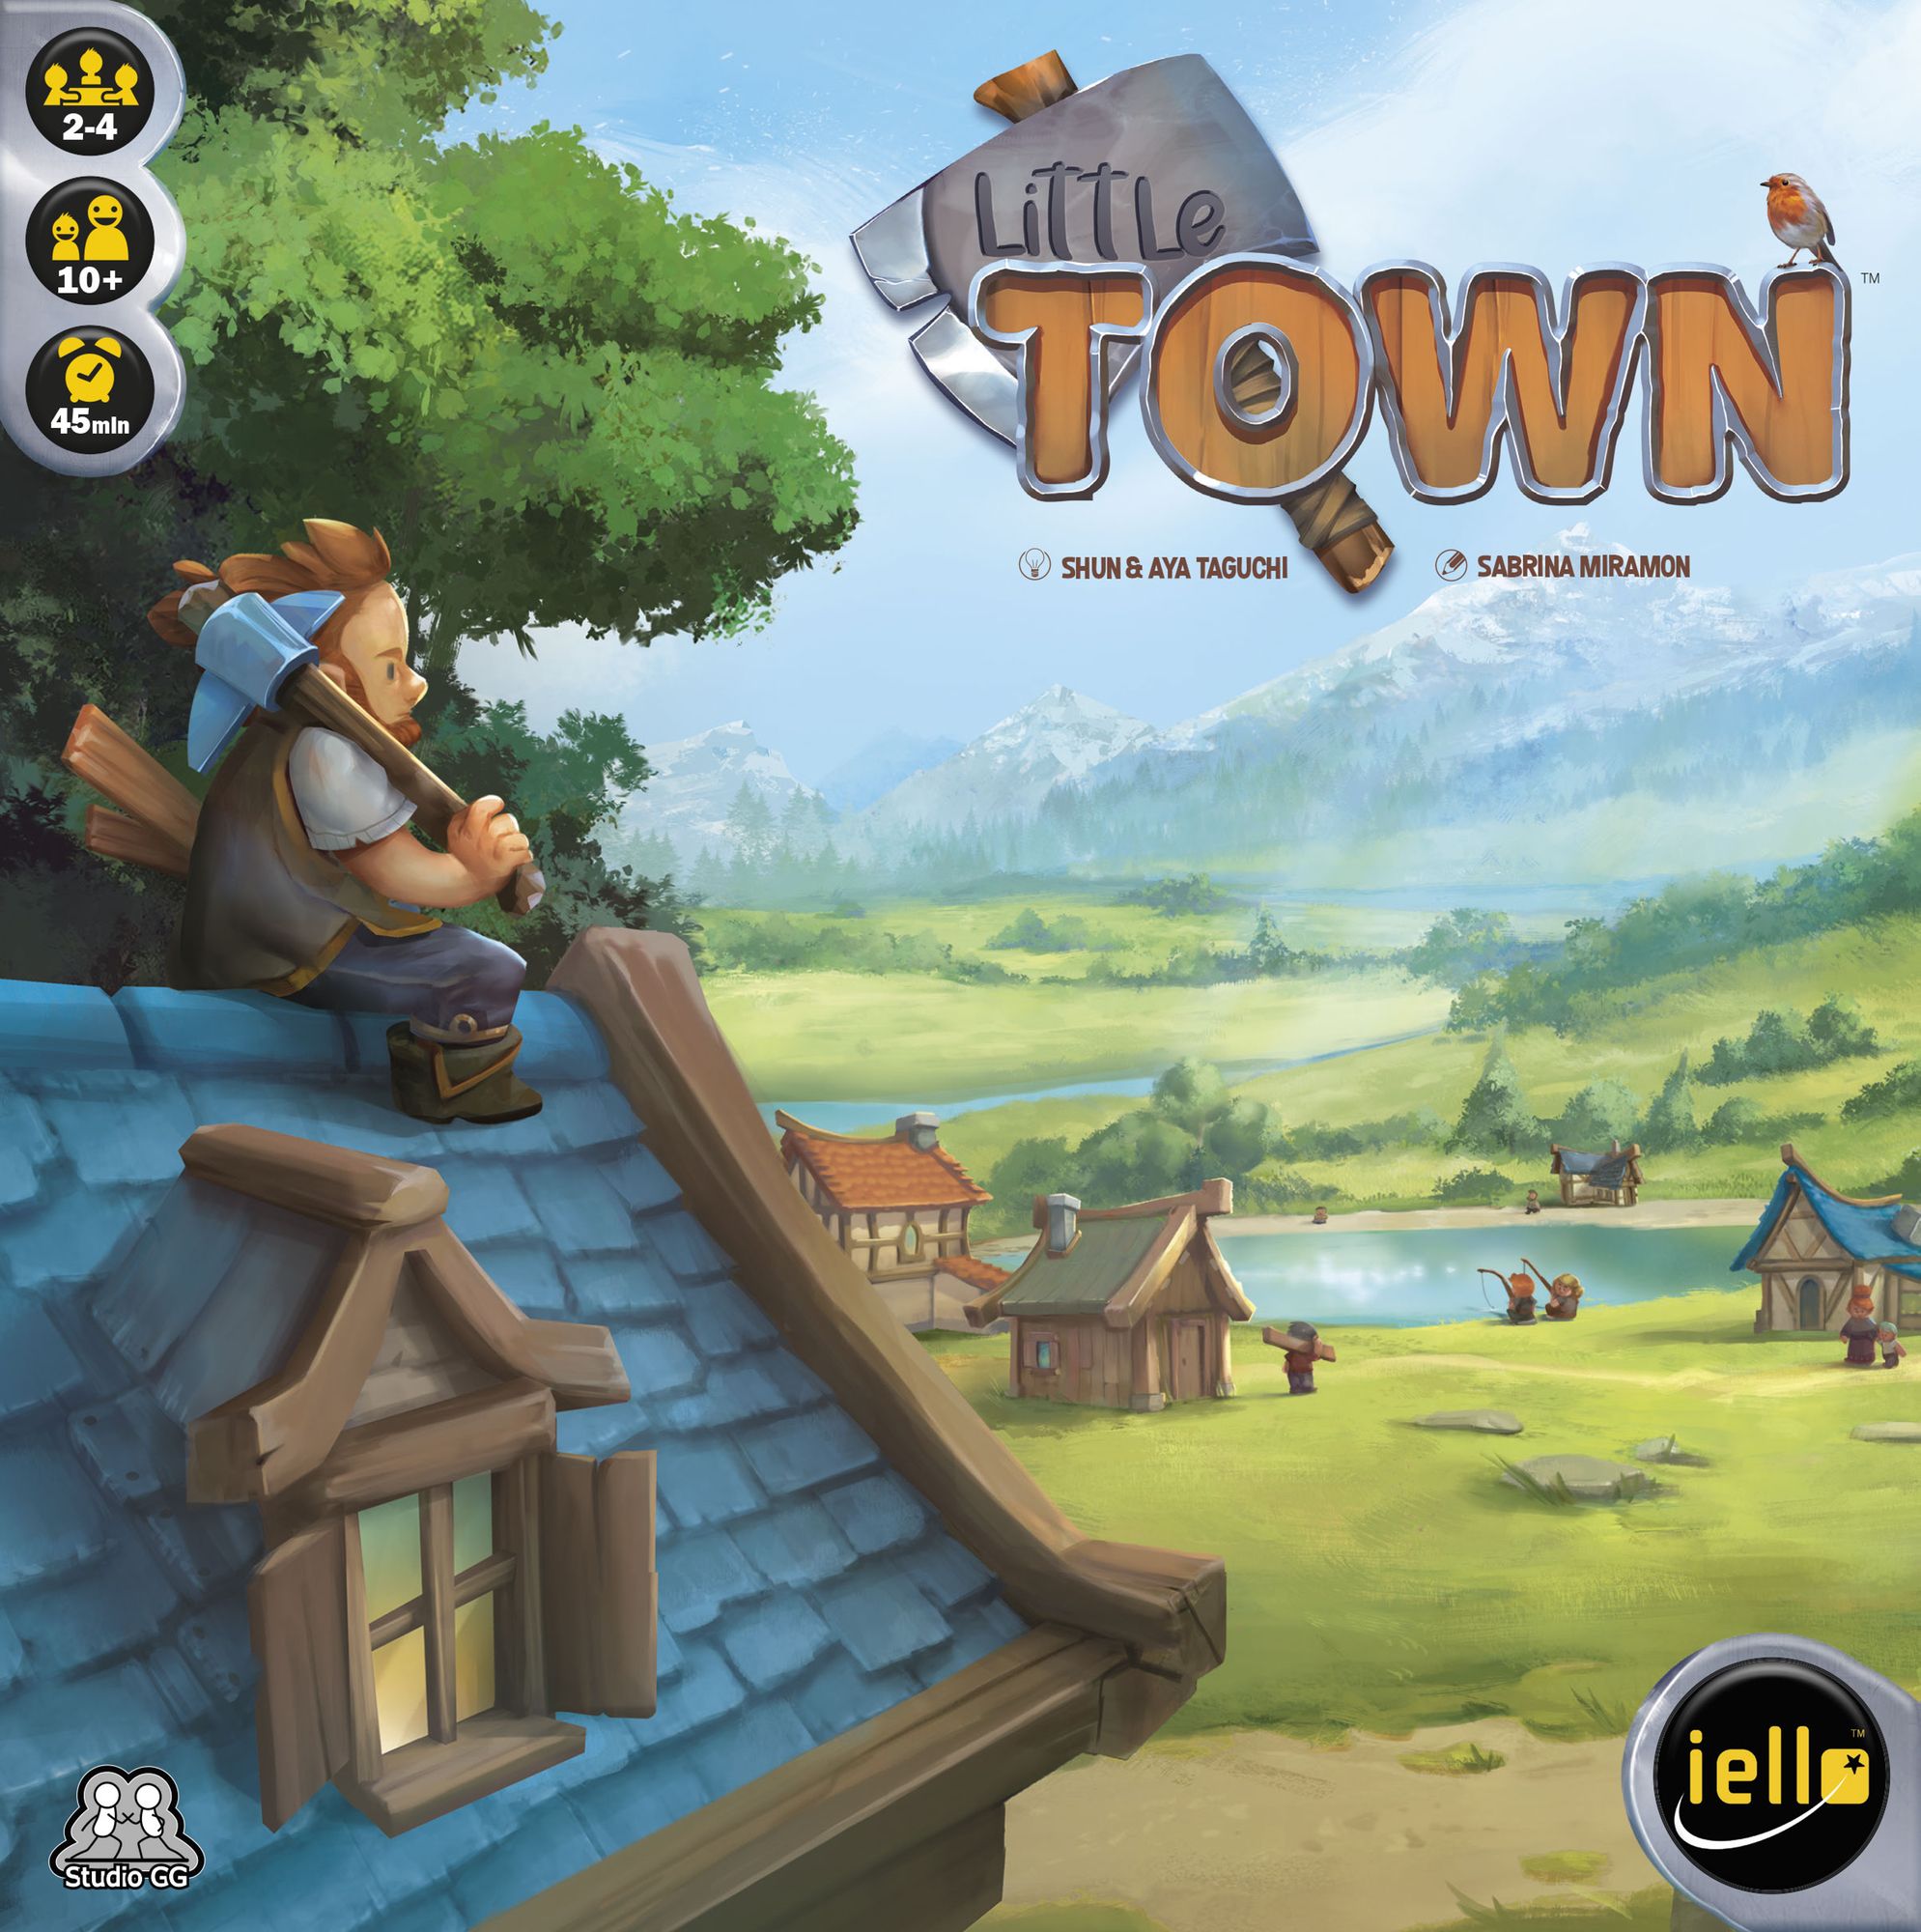 2-4
10+
45min
Little
TOWN
TM
SHUN & AYA TAGUCHI
SABRINA MIRAMON
Studio GG
iello
TM